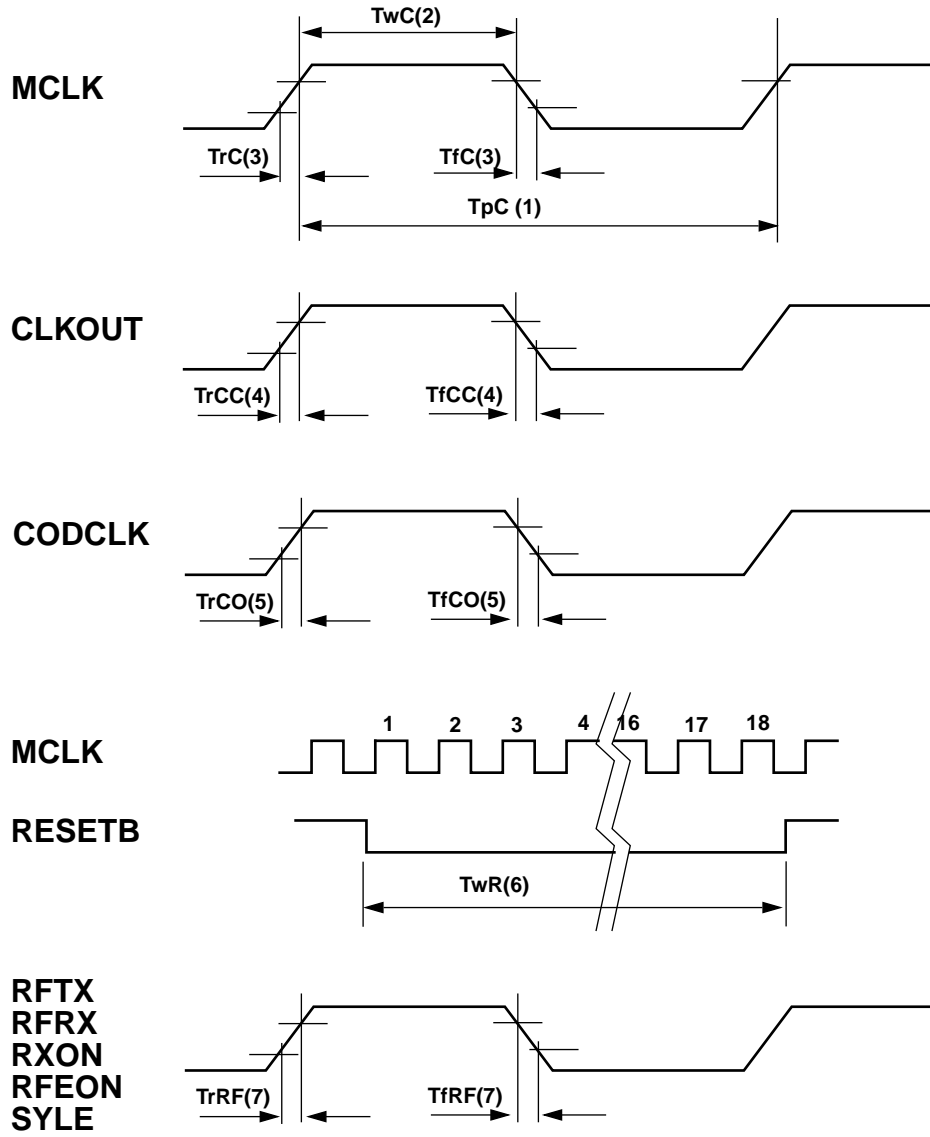 TwC(2)
MCLK
TrC(3)
TfC(3)
TpC (1)
CLKOUT
TrCC(4)
TfCC(4)
CODCLK
TrCO(5)
TfCO(5)
1 2 3 4 16 17 18
MCLK
RESETB
TwR(6)
RFTX
RFRX
RXON
RFEON
SYLE
TrRF(7)
TfRF(7)